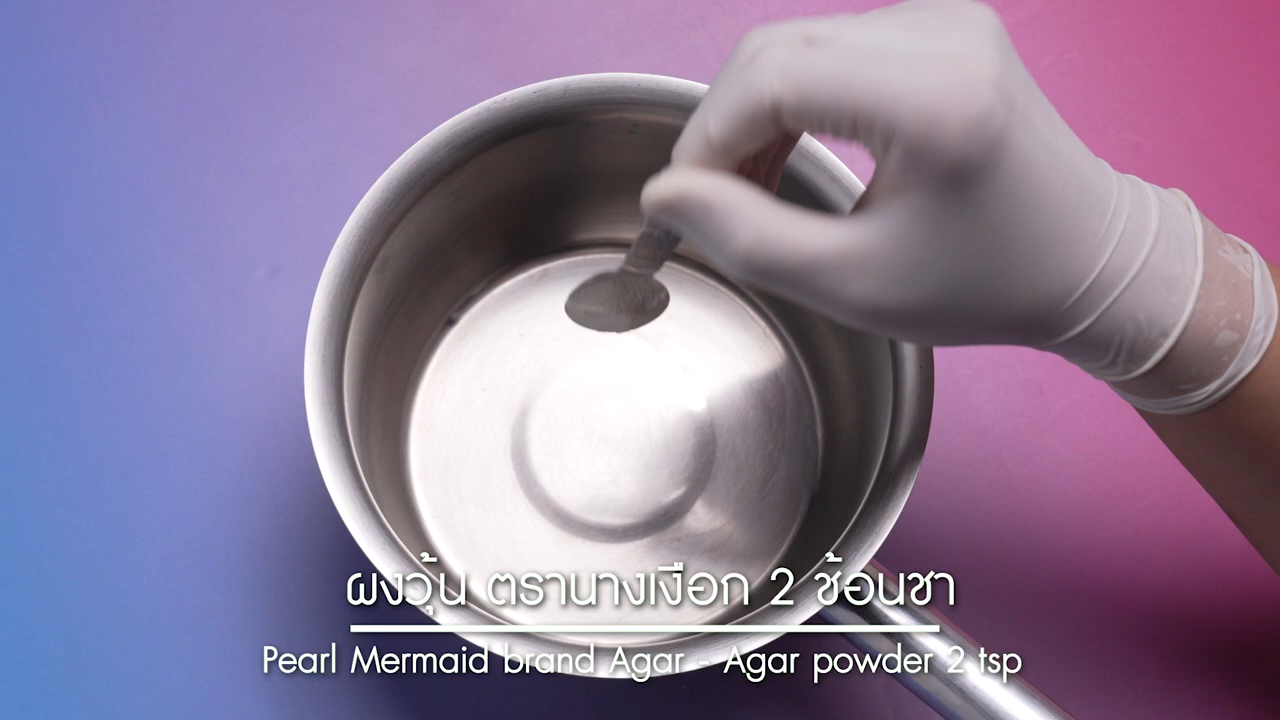 ผงวุ้น ตรานางเงือก 2 ช้อนชา
Pearl Mermaid brand Agar - Agar powder 2 tsp